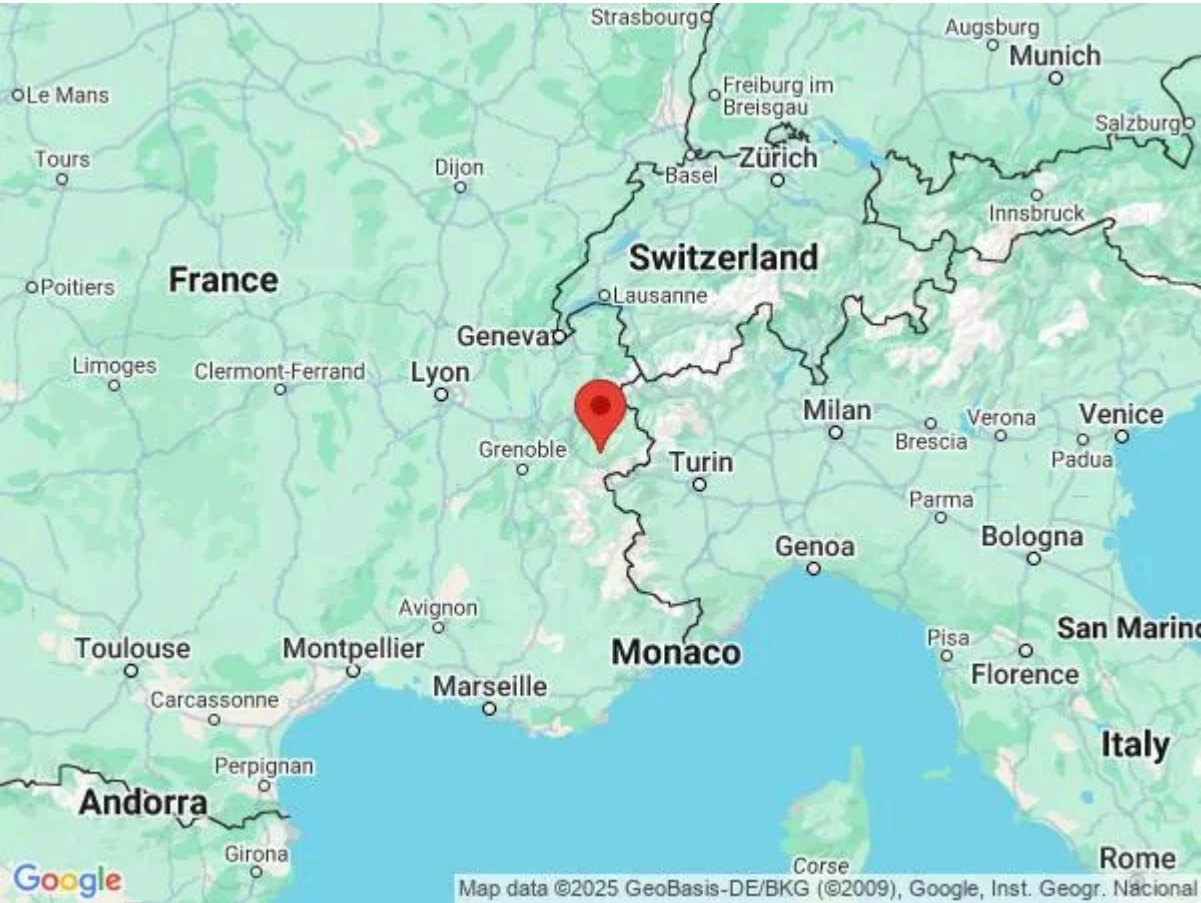 Strasbourg
Augsburg
Munich
Le Mans
Freiburg im
Breisgau
Salzburg
Tours
Dijon
Basel
Zürich
Innsbruck
Switzerland
France
Poitiers
Lausanne
Geneva
Limoges
Clermont-Ferrand
Lyon
Milan
Verona
Venice
Brescia
Padua
Grenoble
Turin
Parma
Bologna
Genoa
Avignon
San Marino
Pisa
Toulouse
Montpellier
Monaco
Florence
Marseille
Carcassonne
Italy
Perpignan
Andorra
Girona
Corse
Rome
Google
Map data ©2025 GeoBasis-DE/BKG (©2009), Google, Inst. Geogr. Nacional